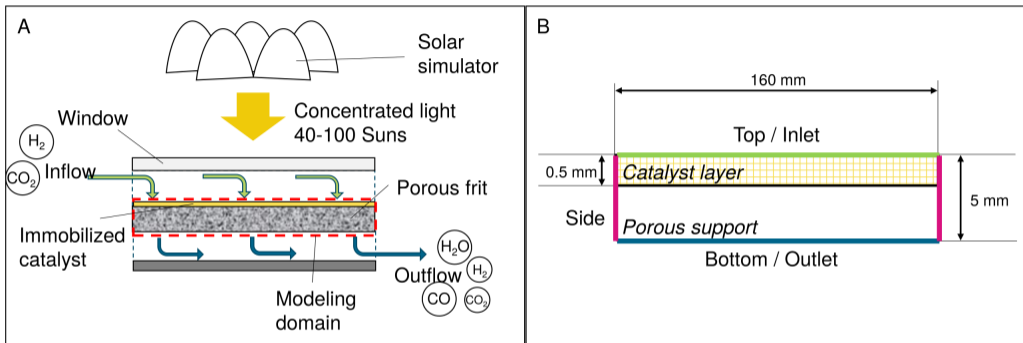 A
Solar
simulator
Concentrated light
40-100 Suns
Window
H₂
CO₂
Inflow
Porous frit
Immobilized
catalyst
H₂O
Outflow
H₂
CO
CO₂
Modeling
domain
B
160 mm
Top / Inlet
0.5 mm
Catalyst layer
5 mm
Side
Porous support
Bottom / Outlet